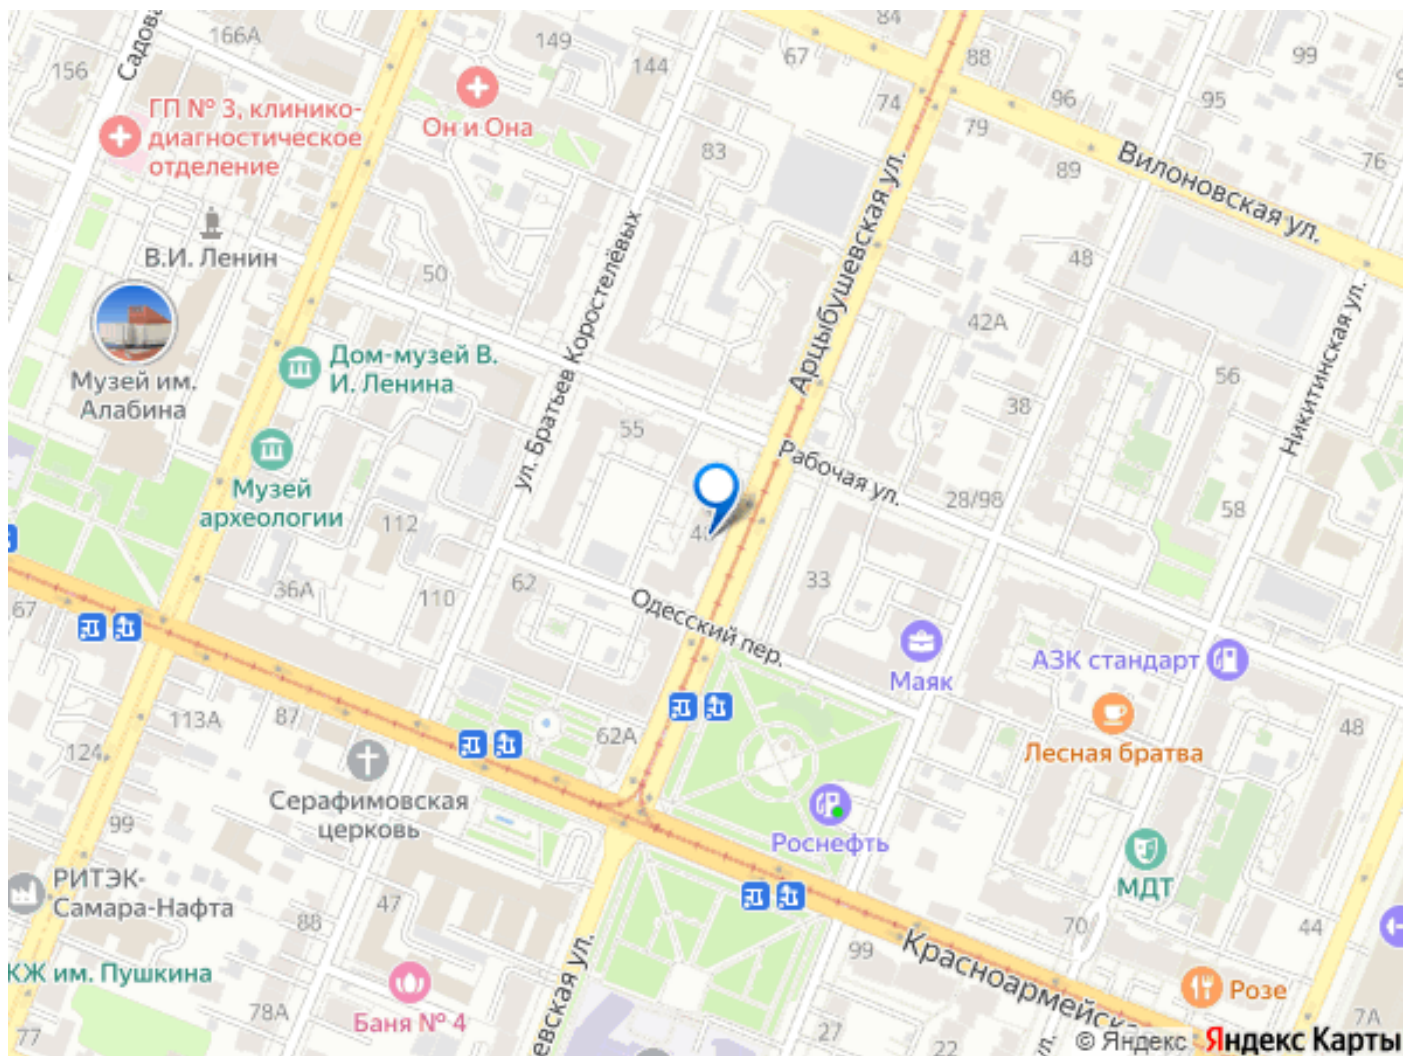 84
166А
149
88
99
67
144
Садова
156
96
95
74
ГП № 3, клинико-
диагностическое
отделение
Он и Она
79
83
76
Вилоновская ул.
89
В.И. Ленин
50
48
Арцыбушевская ул.
ул. Братьев Коростелёвых
42А
Никитинская ул.
Дом-музей В.
И. Ленина
Музей им.
Алабина
56
38
55
Рабочая ул.
Музей
археологии
28/98
58
112
33
36А
62
110
67
Одесский пер.
Маяк
АЗК стандарт
113А
87
62А
48
124
Лесная братва
Серафимовская
церковь
99
Роснефть
МДТ
РИТЭК-
Самара-Нафта
47
88
70
44
99
Красноармейска
КЖ им. Пушкина
евская ул.
Розе
78А
Баня № 4
7А
77
27
22
ул.
© Яндекс Яндекс Карты